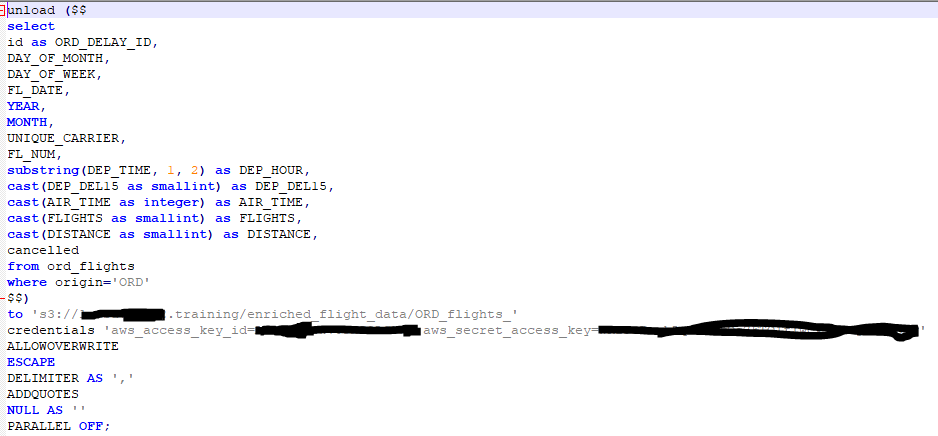 unload ($$
select
id as ORD_DELAY_ID,
DAY_OF_MONTH,
DAY_OF_WEEK,
FL_DATE,
YEAR,
MONTH,
UNIQUE_CARRIER,
FL_NUM,
substring(DEP_TIME, 1, 2) as DEP_HOUR,
cast(DEP_DEL15 as smallint) as DEP_DEL15,
cast(AIR_TIME as integer) as AIR_TIME,
cast(FLIGHTS as smallint) as FLIGHTS,
cast(DISTANCE as smallint) as DISTANCE,
cancelled
from ord_flights
where origin='ORD'
$$)
to 's3:// .training/enriched_flight_data/ORD_flights_'
credentials 'aws_access_key_id= aws_secret_access_key= '
ALLOWOVERWRITE
ESCAPE
DELIMITER AS ','
ADDQUOTES
NULL AS ''
PARALLEL OFF;